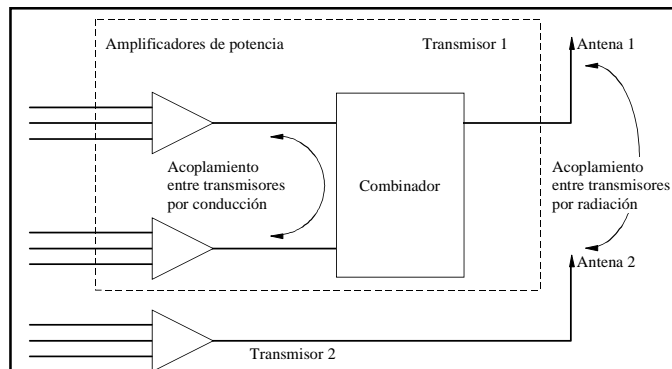 Amplificadores de potencia
Transmisor 1
Antena 1
Acoplamiento
entre transmisores
por conducción
Combinador
Acoplamiento
entre transmisores
por radiación
Antena 2
Transmisor 2